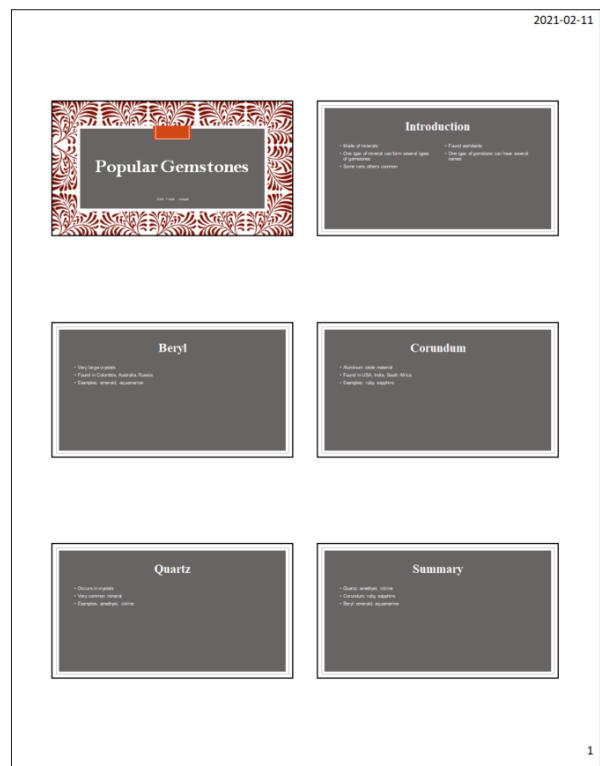 2021-02-11
Popular Gemstones
Introduction
• Made of minerals
• One type of mineral can form several types
of gemstones
• Some rare, others common
• Found worldwide
• One type of gemstone can have several
names
Beryl
• Very large crystals
• Found in Columbia, Australia, Russia
• Examples: emerald, aquamarine
Corundum
• Aluminum oxide material
• Found in USA, India, South Africa
• Examples: ruby, sapphire
Quartz
• Occurs in crystals
• Very common mineral
• Examples: amethyst, citrine
Summary
• Quartz: amethyst, citrine
• Corundum: ruby, sapphire
• Beryl: emerald, aquamarine
1